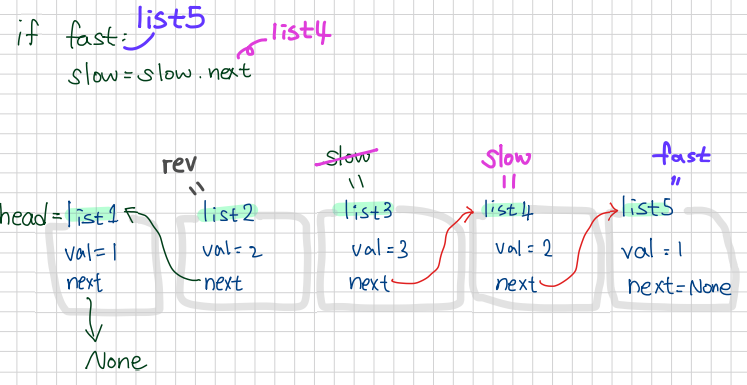 list5
if fast:
list4
slow=slow.next
rev
slow
slow
fast
head = list1 list2 list3 list4 list5
val=1 val=2 val=3 val=2 val=1
next next next next next=None
None